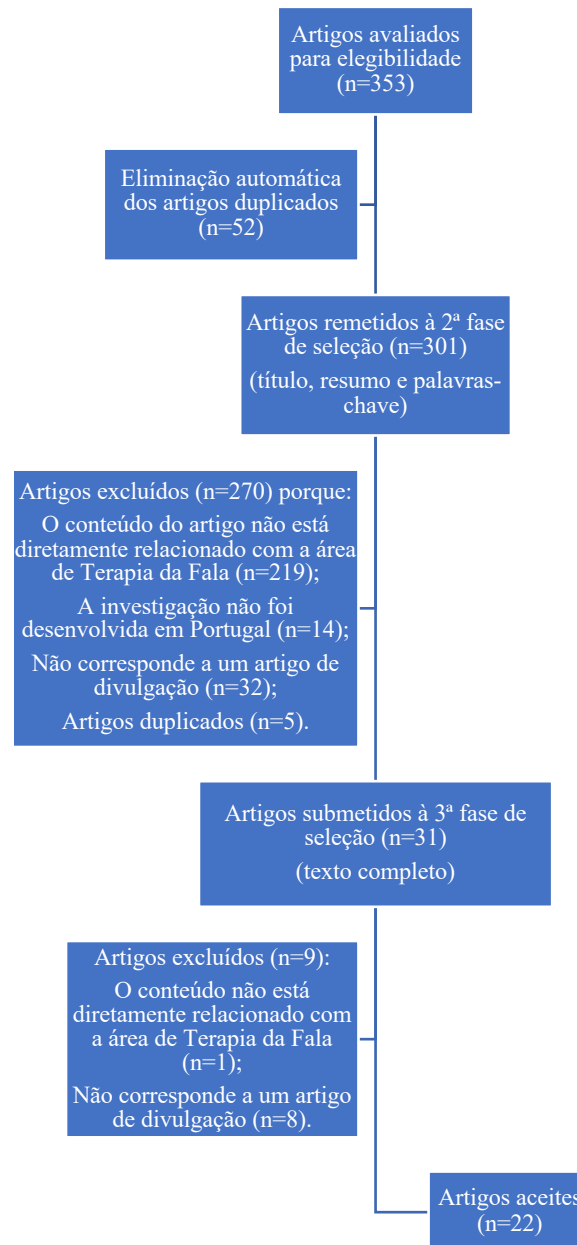 Artigos avaliados
para elegibilidade
(n=353)
Eliminação automática
dos artigos duplicados
(n=52)
Artigos remetidos à 2ª fase
de seleção (n=301)
(título, resumo e palavras-
chave)
Artigos excluídos (n=270) porque:
O conteúdo do artigo não está
diretamente relacionado com a área
de Terapia da Fala (n=219);
A investigação não foi
desenvolvida em Portugal (n=14);
Não corresponde a um artigo de
divulgação (n=32);
Artigos duplicados (n=5).
Artigos submetidos à 3ª fase de
seleção (n=31)
(texto completo)
Artigos excluídos (n=9):
O conteúdo não está
diretamente relacionado com
a área de Terapia da Fala
(n=1);
Não corresponde a um artigo
de divulgação (n=8).
Artigos aceites
(n=22)